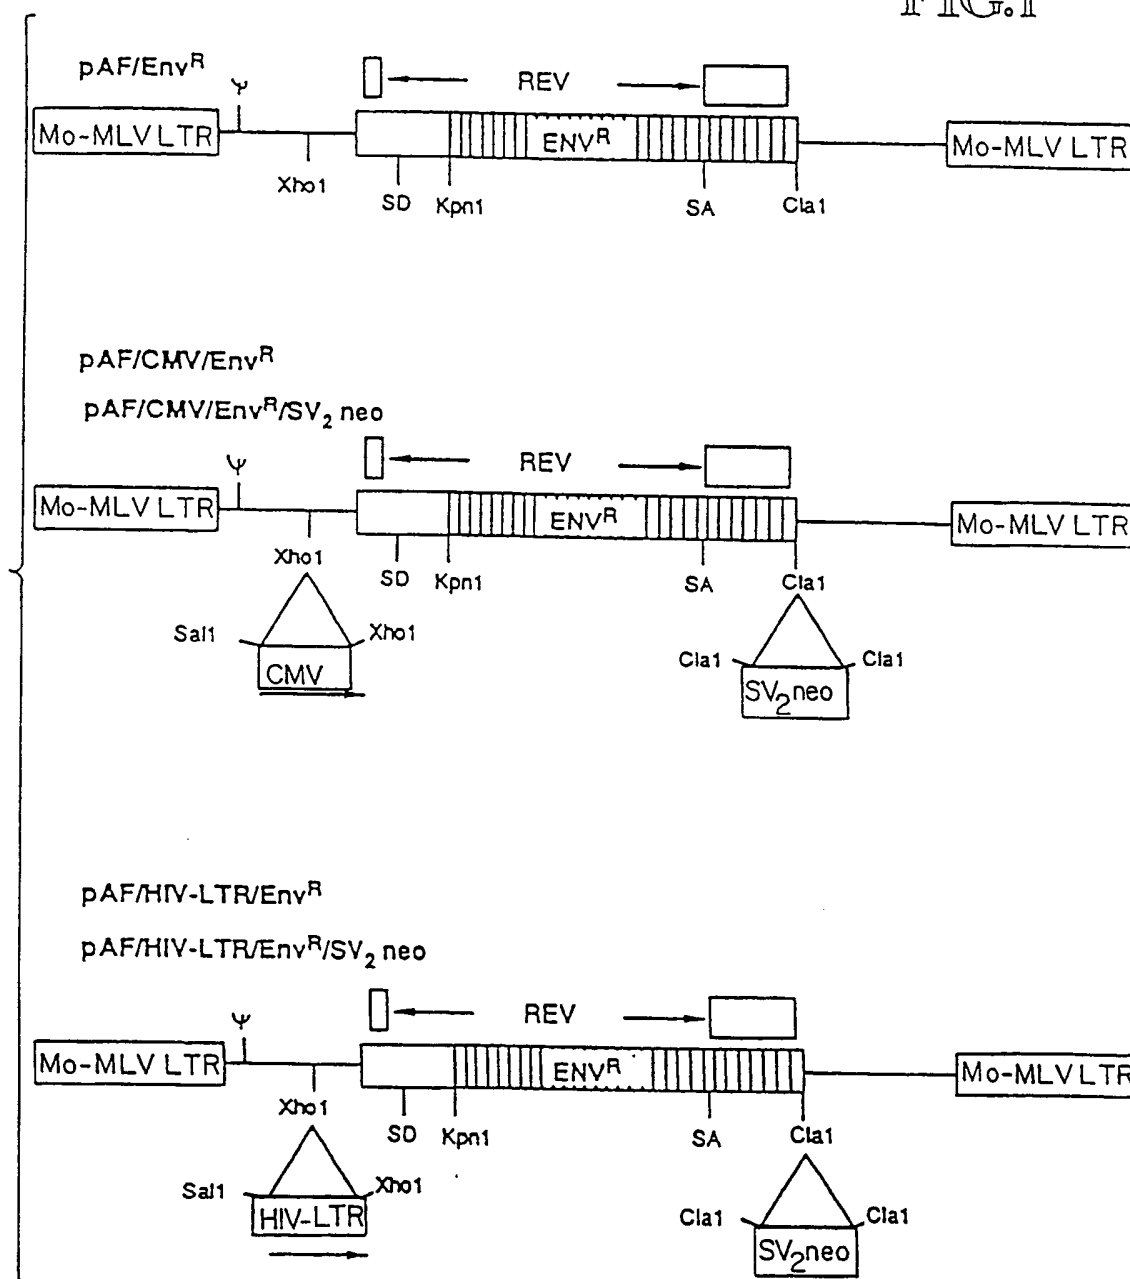 FIG.1
pAF/Env^R
Ψ
REV
Mo-MLV LTR
ENV^R
Mo-MLV LTR
Xho1
SD
Kpn1
SA
Cla1
pAF/CMV/Env^R
pAF/CMV/Env^R/SV₂ neo
Ψ
REV
Mo-MLV LTR
ENV^R
Mo-MLV LTR
Xho1
SD
Kpn1
SA
Cla1
Sal1
Xho1
Cla1
Cla1
CMV
SV₂neo
pAF/HIV-LTR/Env^R
pAF/HIV-LTR/Env^R/SV₂ neo
Ψ
REV
Mo-MLV LTR
ENV^R
Mo-MLV LTR
Xho1
SD
Kpn1
SA
Cla1
Sal1
Xho1
Cla1
Cla1
HIV-LTR
SV₂neo